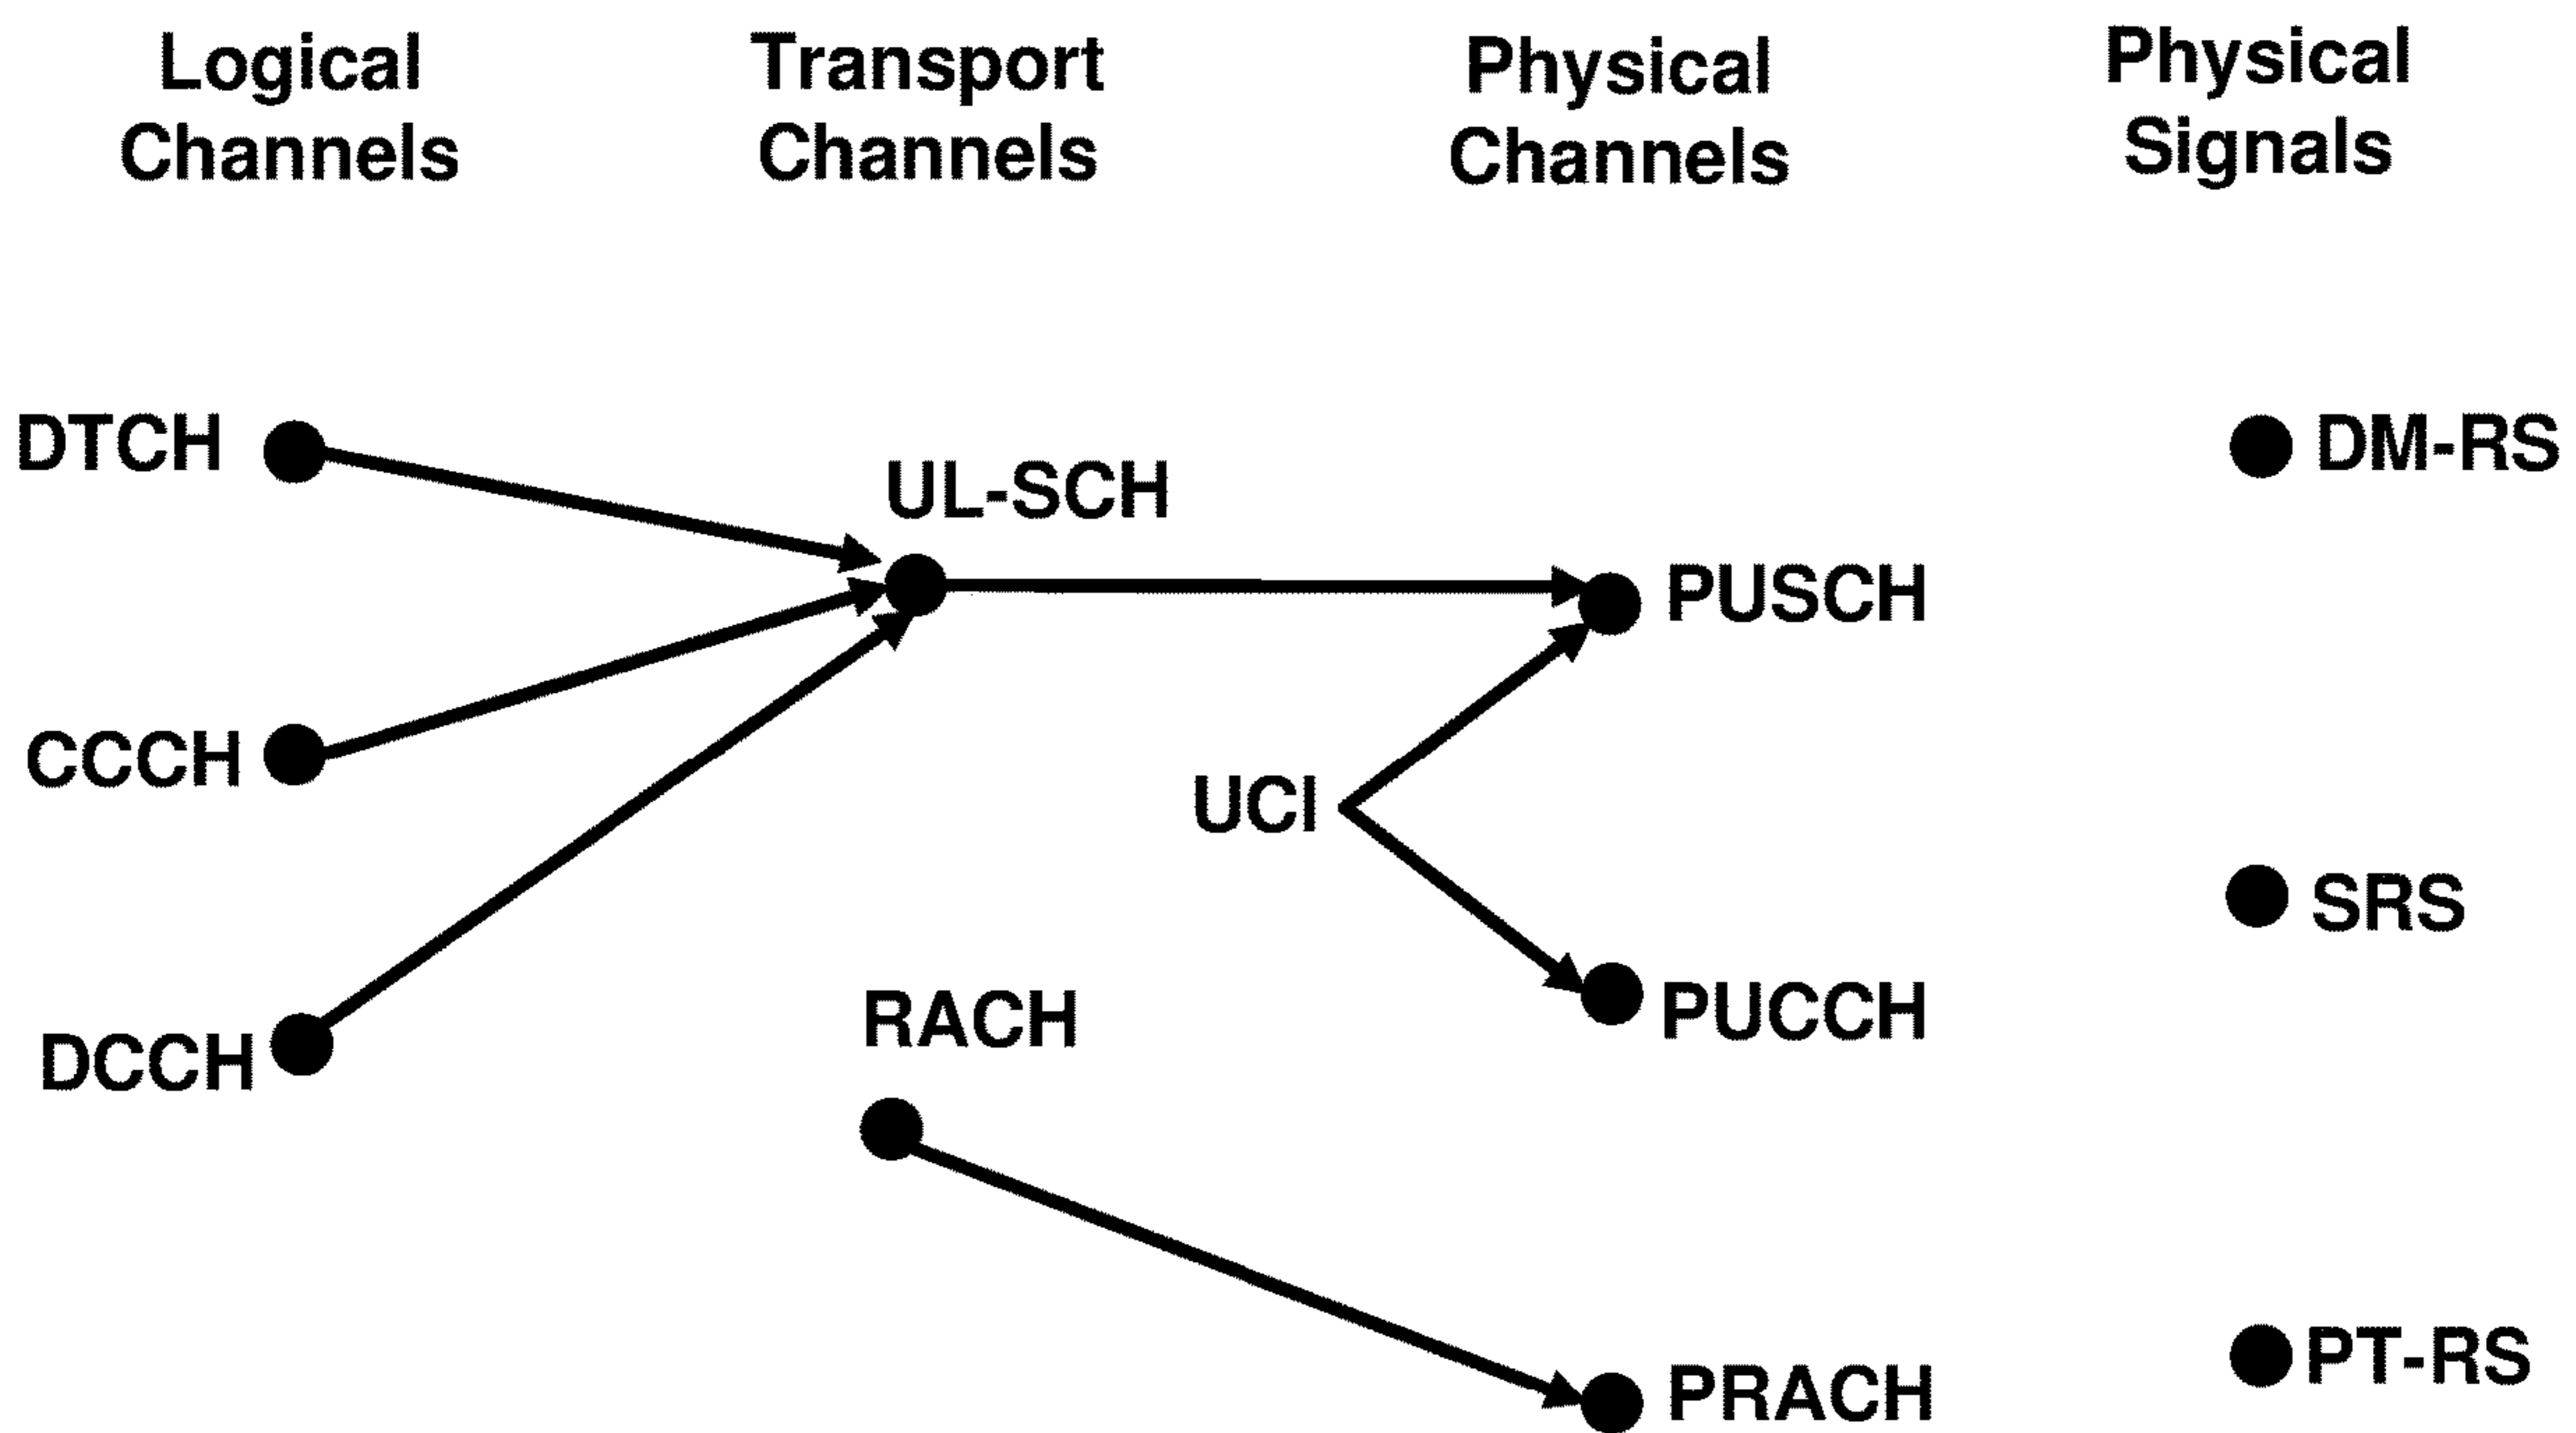 Logical
Channels
Transport
Channels
Physical
Channels
Physical
Signals
DTCH
CCCH
DCCH
UL-SCH
RACH
UCI
PUSCH
PUCCH
PRACH
DM-RS
SRS
PT-RS